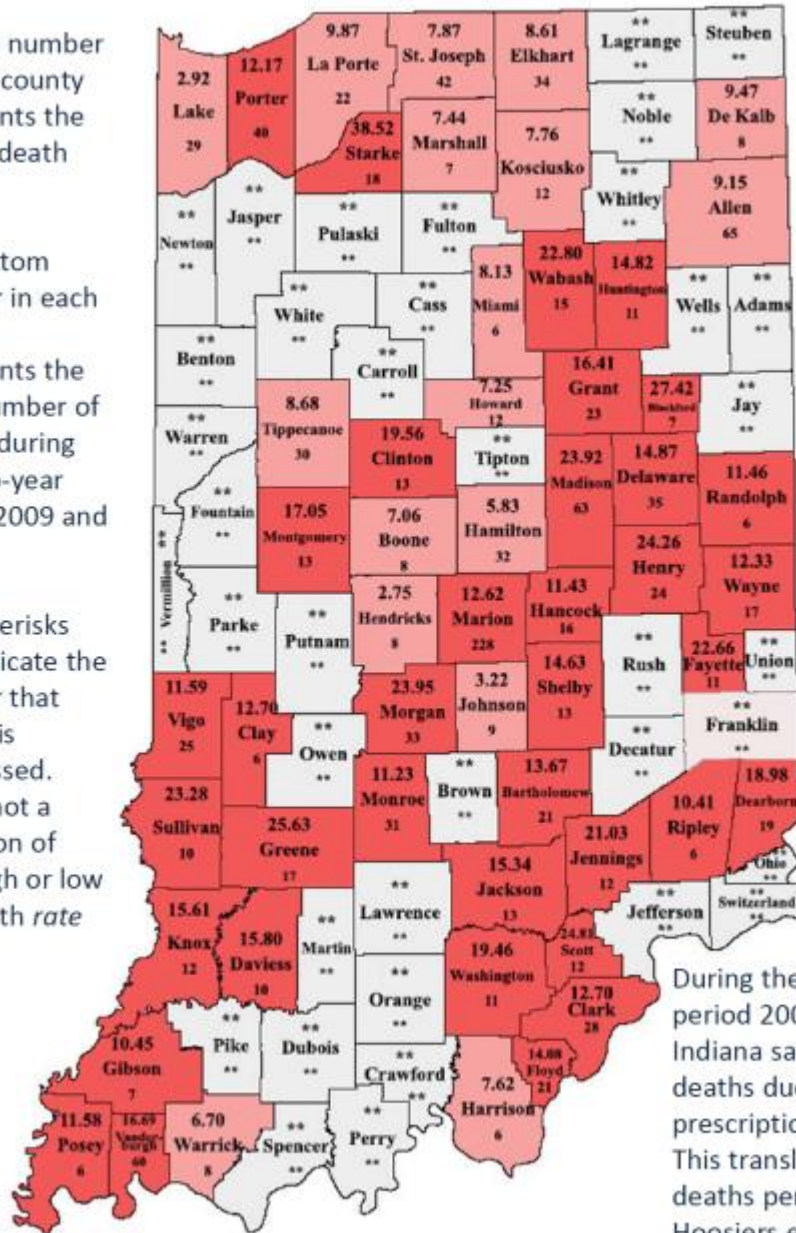 number
county
nts the
death
tom
r in each
nts the
umber of
during
-year
2009 and
erisks
licate the
r that
is
ssed.
not a
on of
gh or low
th rate
2.92
Lake
29
12.17
Porter
40
9.87
La Porte
22
7.87
St. Joseph
42
8.61
Elkhart
34
**
Lagrange
**
**
Steuben
**
38.52
Starke
18
7.44
Marshall
7
7.76
Kosciusko
12
**
Noble
**
9.47
De Kalb
8
**
Whitley
**
9.15
Allen
65
**
Newton
**
**
Jasper
**
**
Pulaski
**
**
Fulton
**
8.13
Miami
6
22.80
Wabash
15
14.82
Huntington
11
**
Wells
**
**
Adams
**
**
White
**
**
Cass
**
**
Benton
**
**
Carroll
**
16.41
Grant
23
27.42
Blackford
7
**
Jay
**
**
Warren
**
8.68
Tippecanoe
30
7.25
Howard
12
19.56
Clinton
13
**
Tipton
**
23.92
Madison
63
14.87
Delaware
35
11.46
Randolph
6
**
Fountain
**
17.05
Montgomery
13
7.06
Boone
8
5.83
Hamilton
32
24.26
Henry
24
12.33
Wayne
17
** Vermillion **
**
Parke
**
**
Putnam
**
2.75
Hendricks
8
12.62
Marion
228
11.43
Hancock
16
**
Rush
**
22.66
Fayette
11
**
Union
**
11.59
Vigo
25
12.70
Clay
6
**
Owen
**
23.95
Morgan
33
3.22
Johnson
9
14.63
Shelby
13
**
Decatur
**
**
Franklin
**
23.28
Sullivan
10
25.63
Greene
17
11.23
Monroe
31
**
Brown
**
13.67
Bartholomew
21
21.03
Jennings
12
10.41
Ripley
6
18.98
Dearborn
19
**
Ohio
**
**
Switzerland
**
**
Jefferson
**
15.61
Knox
12
15.80
Daviess
10
**
Martin
**
**
Lawrence
**
15.34
Jackson
13
24.81
Scott
12
19.46
Washington
11
12.70
Clark
28
**
Orange
**
14.08
Floyd
21
10.45
Gibson
7
**
Pike
**
**
Dubois
**
**
Crawford
**
7.62
Harrison
6
11.58
Posey
6
16.69
Vander-
burgh
60
6.70
Warrick
8
**
Spencer
**
**
Perry
**
During the
period 200
Indiana sa
deaths due
prescriptio
This transl
deaths per